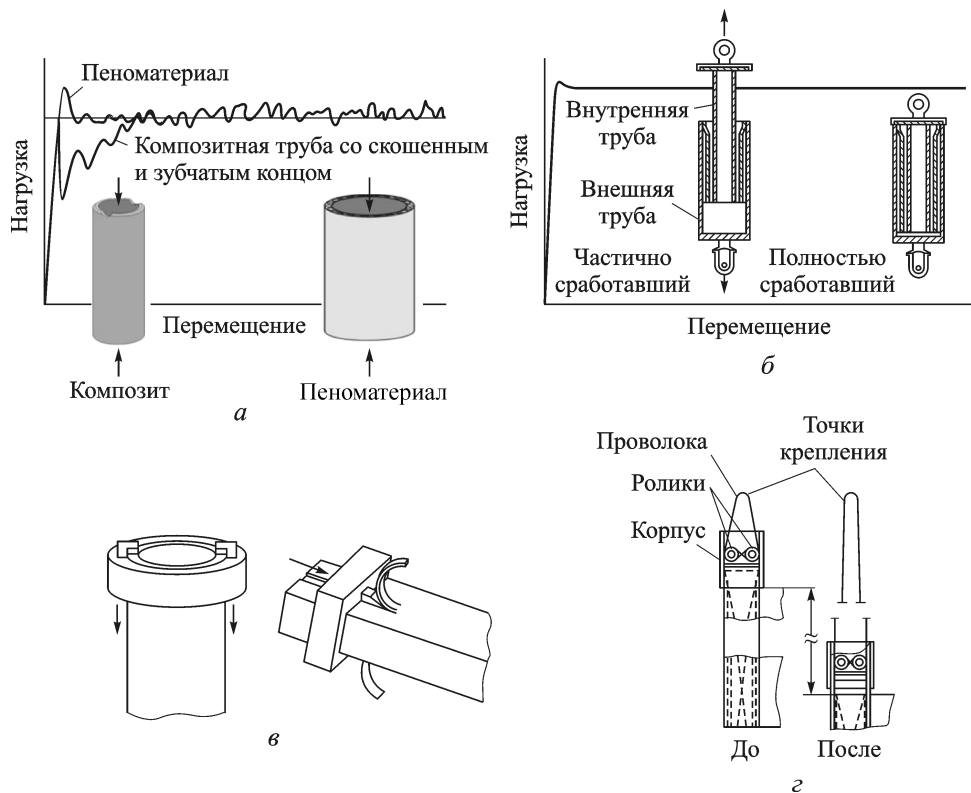 Нагрузка
Пеноматериал
Композитная труба со скошенным
и зубчатым концом
Перемещение
Композит
Пеноматериал
а
Нагрузка
Внутренняя
труба
Внешняя
труба
Частично
сработавший
Полностью
сработавший
Перемещение
б
в
Проволока
Точки
крепления
Ролики
Корпус
До
После
г